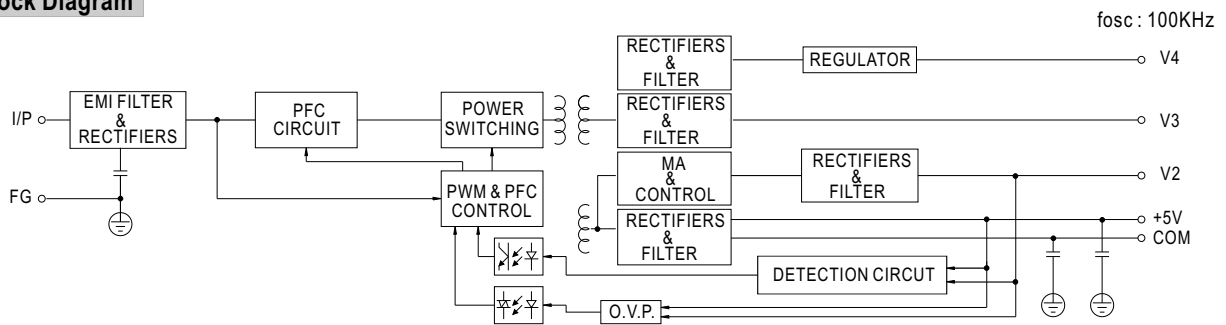 ock Diagram
fosc : 100KHz
I/P
FG
EMI FILTER
&
RECTIFIERS
PFC
CIRCUIT
POWER
SWITCHING
PWM & PFC
CONTROL
RECTIFIERS
&
FILTER
REGULATOR
V4
RECTIFIERS
&
FILTER
V3
MA
&
CONTROL
RECTIFIERS
&
FILTER
V2
RECTIFIERS
&
FILTER
+5V
COM
DETECTION CIRCUT
O.V.P.